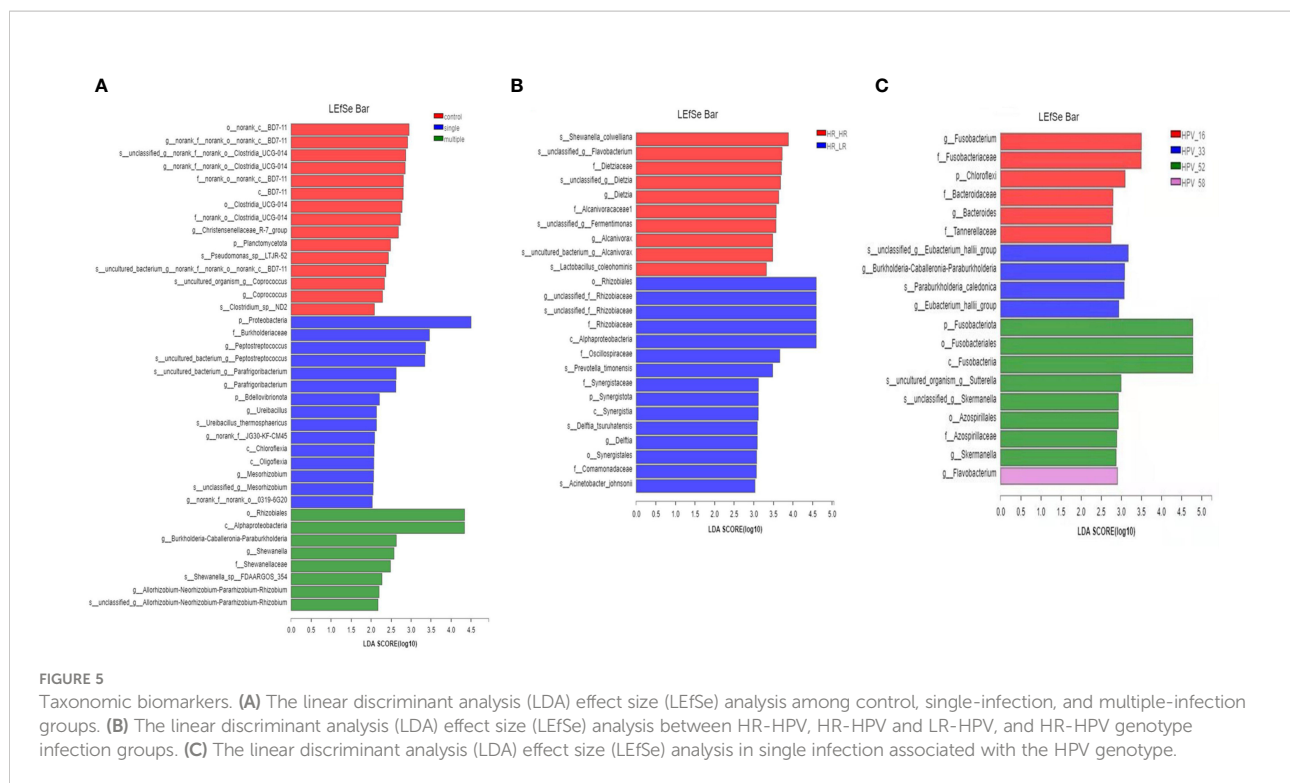 A
LEfSe Bar
control
single
multiple
o__norank_c__BD7-11
g__norank_f__norank_o__norank_c__BD7-11
s__unclassified_g__norank_f__norank_o__Clostridia_UCG-014
g__norank_f__norank_o__Clostridia_UCG-014
f__norank_o__norank_c__BD7-11
c__BD7-11
o__Clostridia_UCG-014
f__norank_o__Clostridia_UCG-014
g__Christensenellaceae_R-7_group
p__Planctomycetota
s__Pseudomonas_sp__LTJR-52
s__uncultured_bacterium_g__norank_f__norank_o__norank_c__BD7-11
s__uncultured_organism_g__Coprococcus
g__Coprococcus
s__Clostridium_sp__ND2
p__Proteobacteria
f__Burkholderiaceae
g__Peptostreptococcus
s__uncultured_bacterium_g__Peptostreptococcus
s__uncultured_bacterium_g__Parafrigoribacterium
g__Parafrigoribacterium
p__Bdellovibrionota
g__Ureibacillus
s__Ureibacillus_thermosphaericus
g__norank_f__JG30-KF-CM45
c__Chloroflexia
c__Oligoflexia
g__Mesorhizobium
s__unclassified_g__Mesorhizobium
g__norank_f__norank_o__0319-6G20
o__Rhizobiales
c__Alphaproteobacteria
g__Burkholderia-Caballeronia-Paraburkholderia
g__Shewanella
f__Shewanellaceae
s__Shewanella_sp__FDAARGOS_354
g__Allorhizobium-Neorhizobium-Pararhizobium-Rhizobium
s__unclassified_g__Allorhizobium-Neorhizobium-Pararhizobium-Rhizobium
0.0 0.5 1.0 1.5 2.0 2.5 3.0 3.5 4.0 4.5
LDA SCORE(log10)
B
LEfSe Bar
HR_HR
HR_LR
s__Shewanella_colwelliana
s__unclassified_g__Flavobacterium
f__Dietziaceae
s__unclassified_g__Dietzia
g__Dietzia
f__Alcanivoracaceae1
s__unclassified_g__Fermentimonas
g__Alcanivorax
s__uncultured_bacterium_g__Alcanivorax
s__Lactobacillus_coleohominis
o__Rhizobiales
g__unclassified_f__Rhizobiaceae
s__unclassified_f__Rhizobiaceae
f__Rhizobiaceae
c__Alphaproteobacteria
f__Oscillospiraceae
s__Prevotella_timonensis
f__Synergistaceae
p__Synergistota
c__Synergistia
s__Delftia_tsuruhatensis
g__Delftia
o__Synergistales
f__Comamonadaceae
s__Acinetobacter_johnsonii
0.0 0.5 1.0 1.5 2.0 2.5 3.0 3.5 4.0 4.5 5.0
LDA SCORE(log10)
C
LEfSe Bar
HPV_16
HPV_33
HPV_52
HPV_58
g__Fusobacterium
f__Fusobacteriaceae
p__Chloroflexi
f__Bacteroidaceae
g__Bacteroides
f__Tannerellaceae
s__unclassified_g__Eubacterium_hallii_group
g__Burkholderia-Caballeronia-Paraburkholderia
s__Paraburkholderia_caledonica
g__Eubacterium_hallii_group
p__Fusobacteriota
o__Fusobacteriales
c__Fusobacteriia
s__uncultured_organism_g__Sutterella
s__unclassified_g__Skermanella
o__Azospirillales
f__Azospirillaceae
g__Skermanella
g__Flavobacterium
0.0 0.5 1.0 1.5 2.0 2.5 3.0 3.5 4.0 4.5 5.0
LDA SCORE(log10)
FIGURE 5
Taxonomic biomarkers. (A) The linear discriminant analysis (LDA) effect size (LEfSe) analysis among control, single-infection, and multiple-infection
groups. (B) The linear discriminant analysis (LDA) effect size (LEfSe) analysis between HR-HPV, HR-HPV and LR-HPV, and HR-HPV genotype
infection groups. (C) The linear discriminant analysis (LDA) effect size (LEfSe) analysis in single infection associated with the HPV genotype.